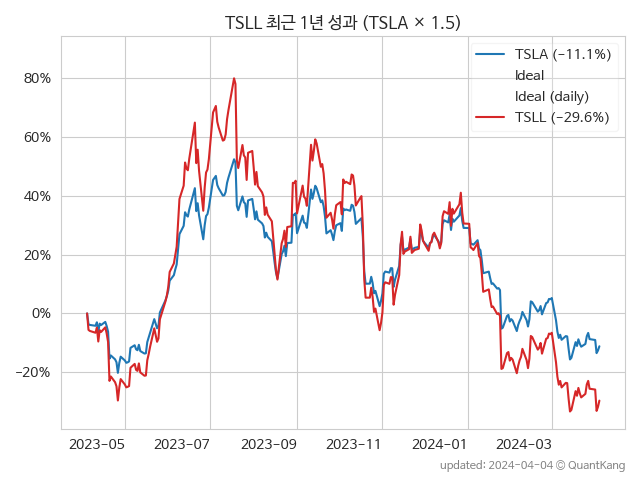 TSLL 최근 1년 성과 (TSLA × 1.5)
TSLA (−11.1%)
Ideal
Ideal (daily)
TSLL (−29.6%)
80%
60%
40%
20%
0%
−20%
2023−05
2023−07
2023−09
2023−11
2024−01
2024−03
updated: 2024−04−04 © QuantKang